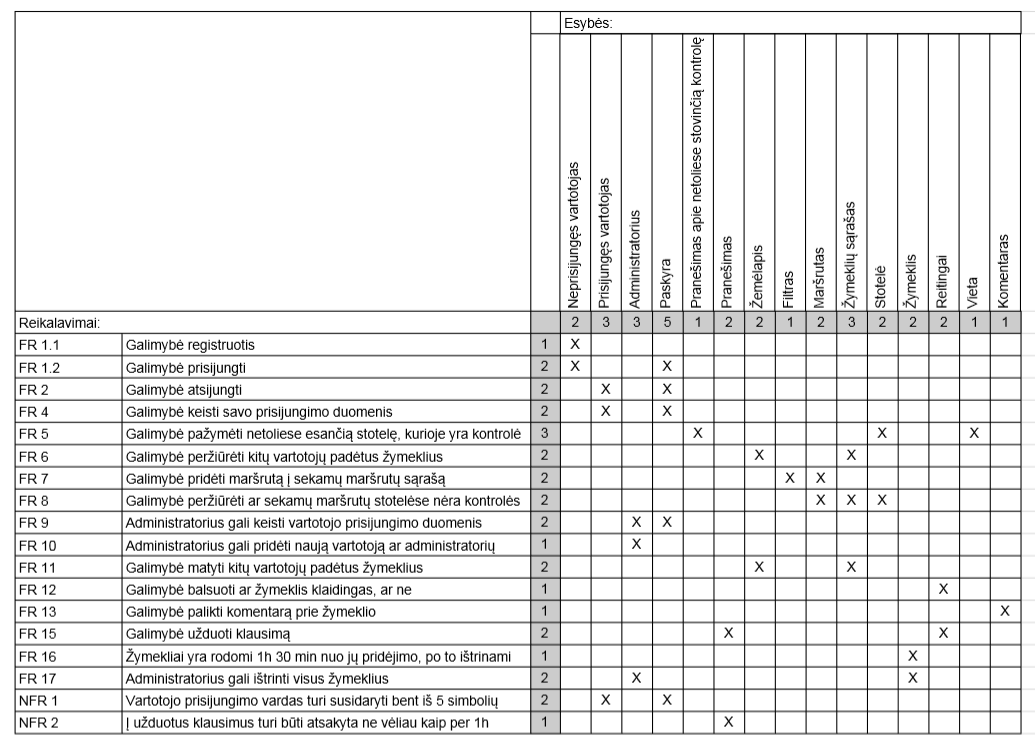 Esybės:
Neprisijungęs vartotojas
Prisijungęs vartotojas
Administratorius
Paskyra
Pranešimas apie netoliese stovinčią kontrolę
Pranešimas
Žemėlapis
Filtras
Maršrutas
Žymeklių sąrašas
Stotelė
Žymeklis
Reitingai
Vieta
Komentaras
Reikalavimai: 2 3 3 5 1 2 2 1 2 3 2 2 2 1 1
FR 1.1 Galimybė registruotis 1 X
FR 1.2 Galimybė prisijungti 2 X X
FR 2 Galimybė atsijungti 2 X X
FR 4 Galimybė keisti savo prisijungimo duomenis 2 X X
FR 5 Galimybė pažymėti netoliese esančią stotelę, kurioje yra kontrolė 3 X X X
FR 6 Galimybė peržiūrėti kitų vartotojų padėtus žymeklius 2 X X
FR 7 Galimybė pridėti maršrutą į sekamų maršrutų sąrašą 2 X X
FR 8 Galimybė peržiūrėti ar sekamų maršrutų stotelėse nėra kontrolės 2 X X X
FR 9 Administratorius gali keisti vartotojo prisijungimo duomenis 2 X X
FR 10 Administratorius gali pridėti naują vartotoją ar administratorių 1 X
FR 11 Galimybė matyti kitų vartotojų padėtus žymeklius 2 X X
FR 12 Galimybė balsuoti ar žymeklis klaidingas, ar ne 1 X
FR 13 Galimybė palikti komentarą prie žymeklio 1 X
FR 15 Galimybė užduoti klausimą 2 X X
FR 16 Žymekliai yra rodomi 1h 30 min nuo jų pridėjimo, po to ištrinami 1 X
FR 17 Administratorius gali ištrinti visus žymeklius 2 X X
NFR 1 Vartotojo prisijungimo vardas turi susidaryti bent iš 5 simbolių 2 X X
NFR 2 Į užduotus klausimus turi būti atsakyta ne vėliau kaip per 1h 1 X